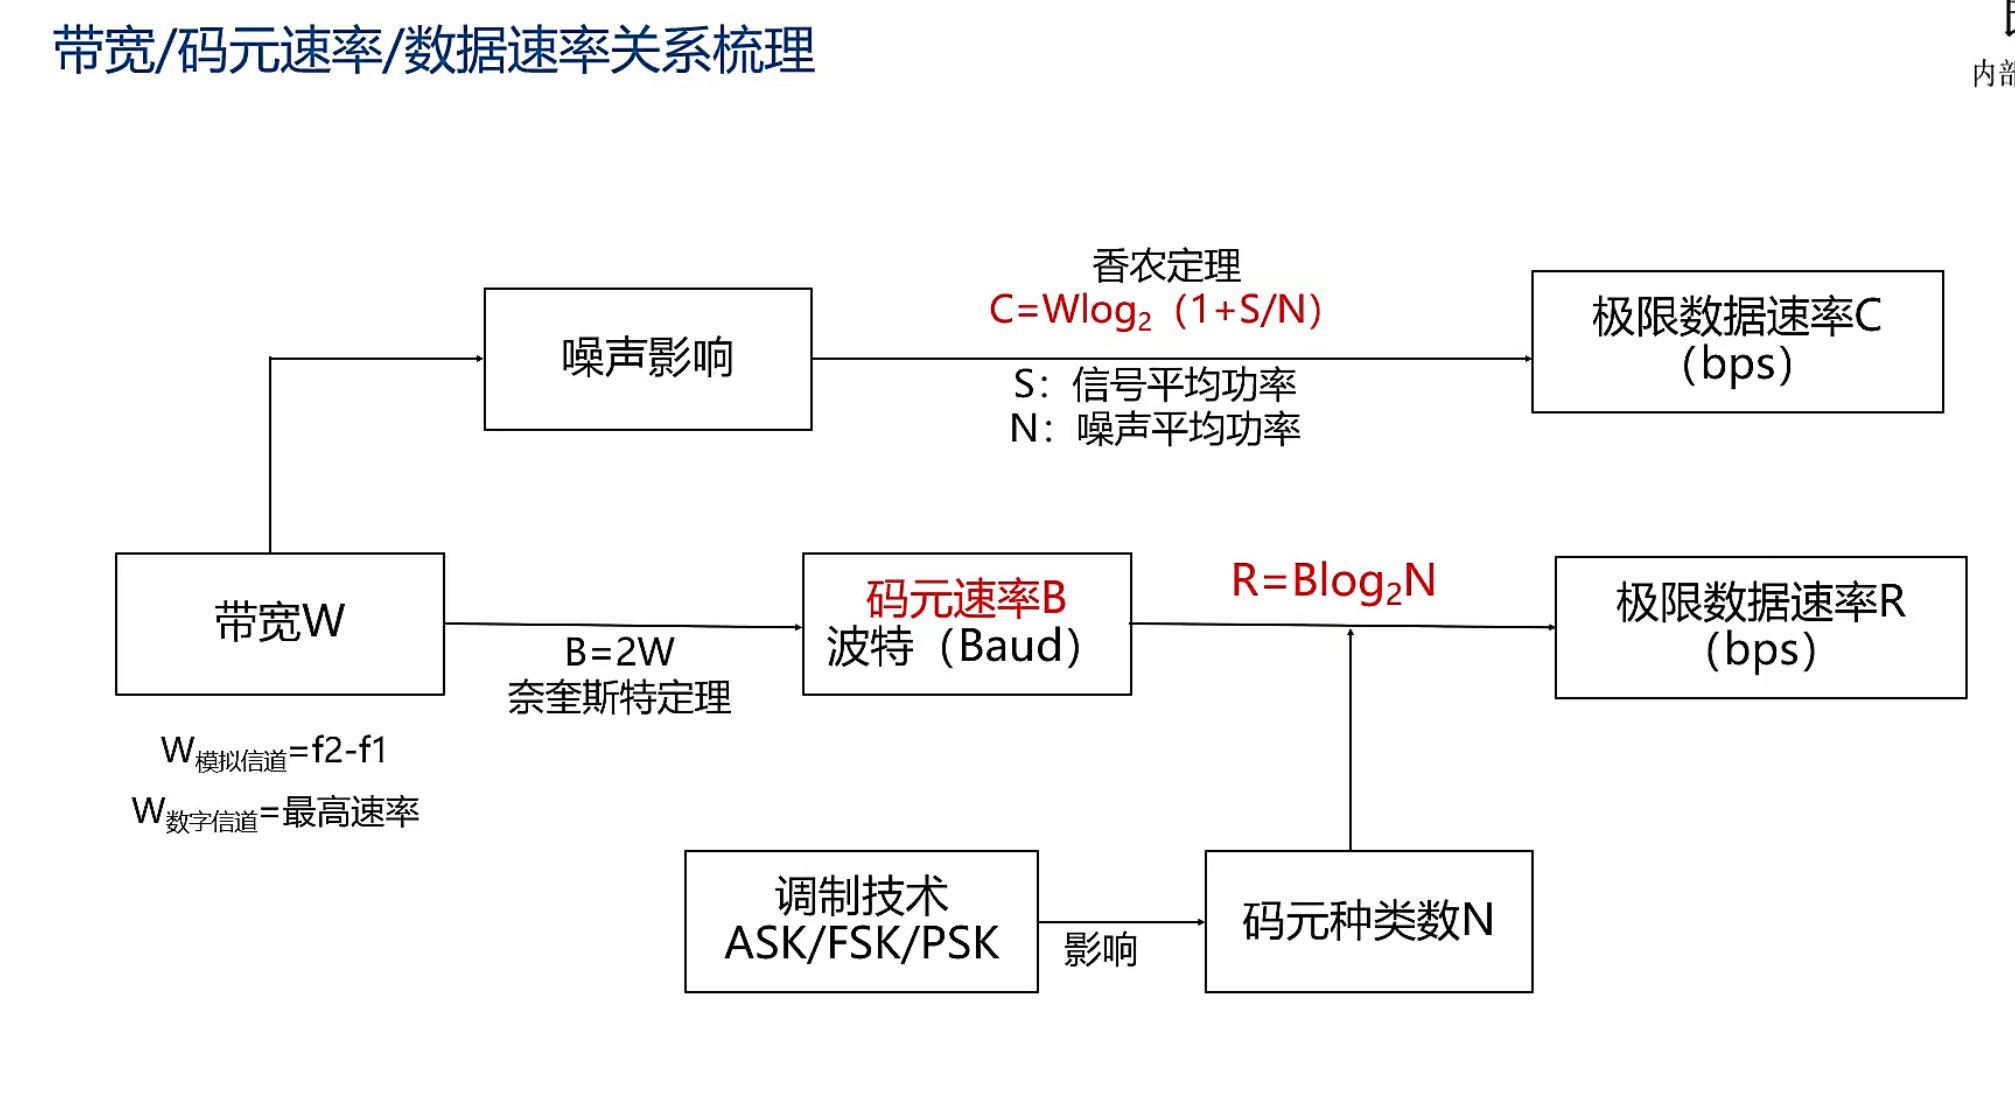 带宽/码元速率/数据速率关系梳理
内部
香农定理
C=Wlog₂（1+S/N）
S：信号平均功率
N：噪声平均功率
噪声影响
极限数据速率C
（bps）
带宽W
B=2W
奈奎斯特定理
码元速率B
波特（Baud）
R=Blog₂N
极限数据速率R
（bps）
W模拟信道=f2-f1
W数字信道=最高速率
调制技术
ASK/FSK/PSK
影响
码元种类数N